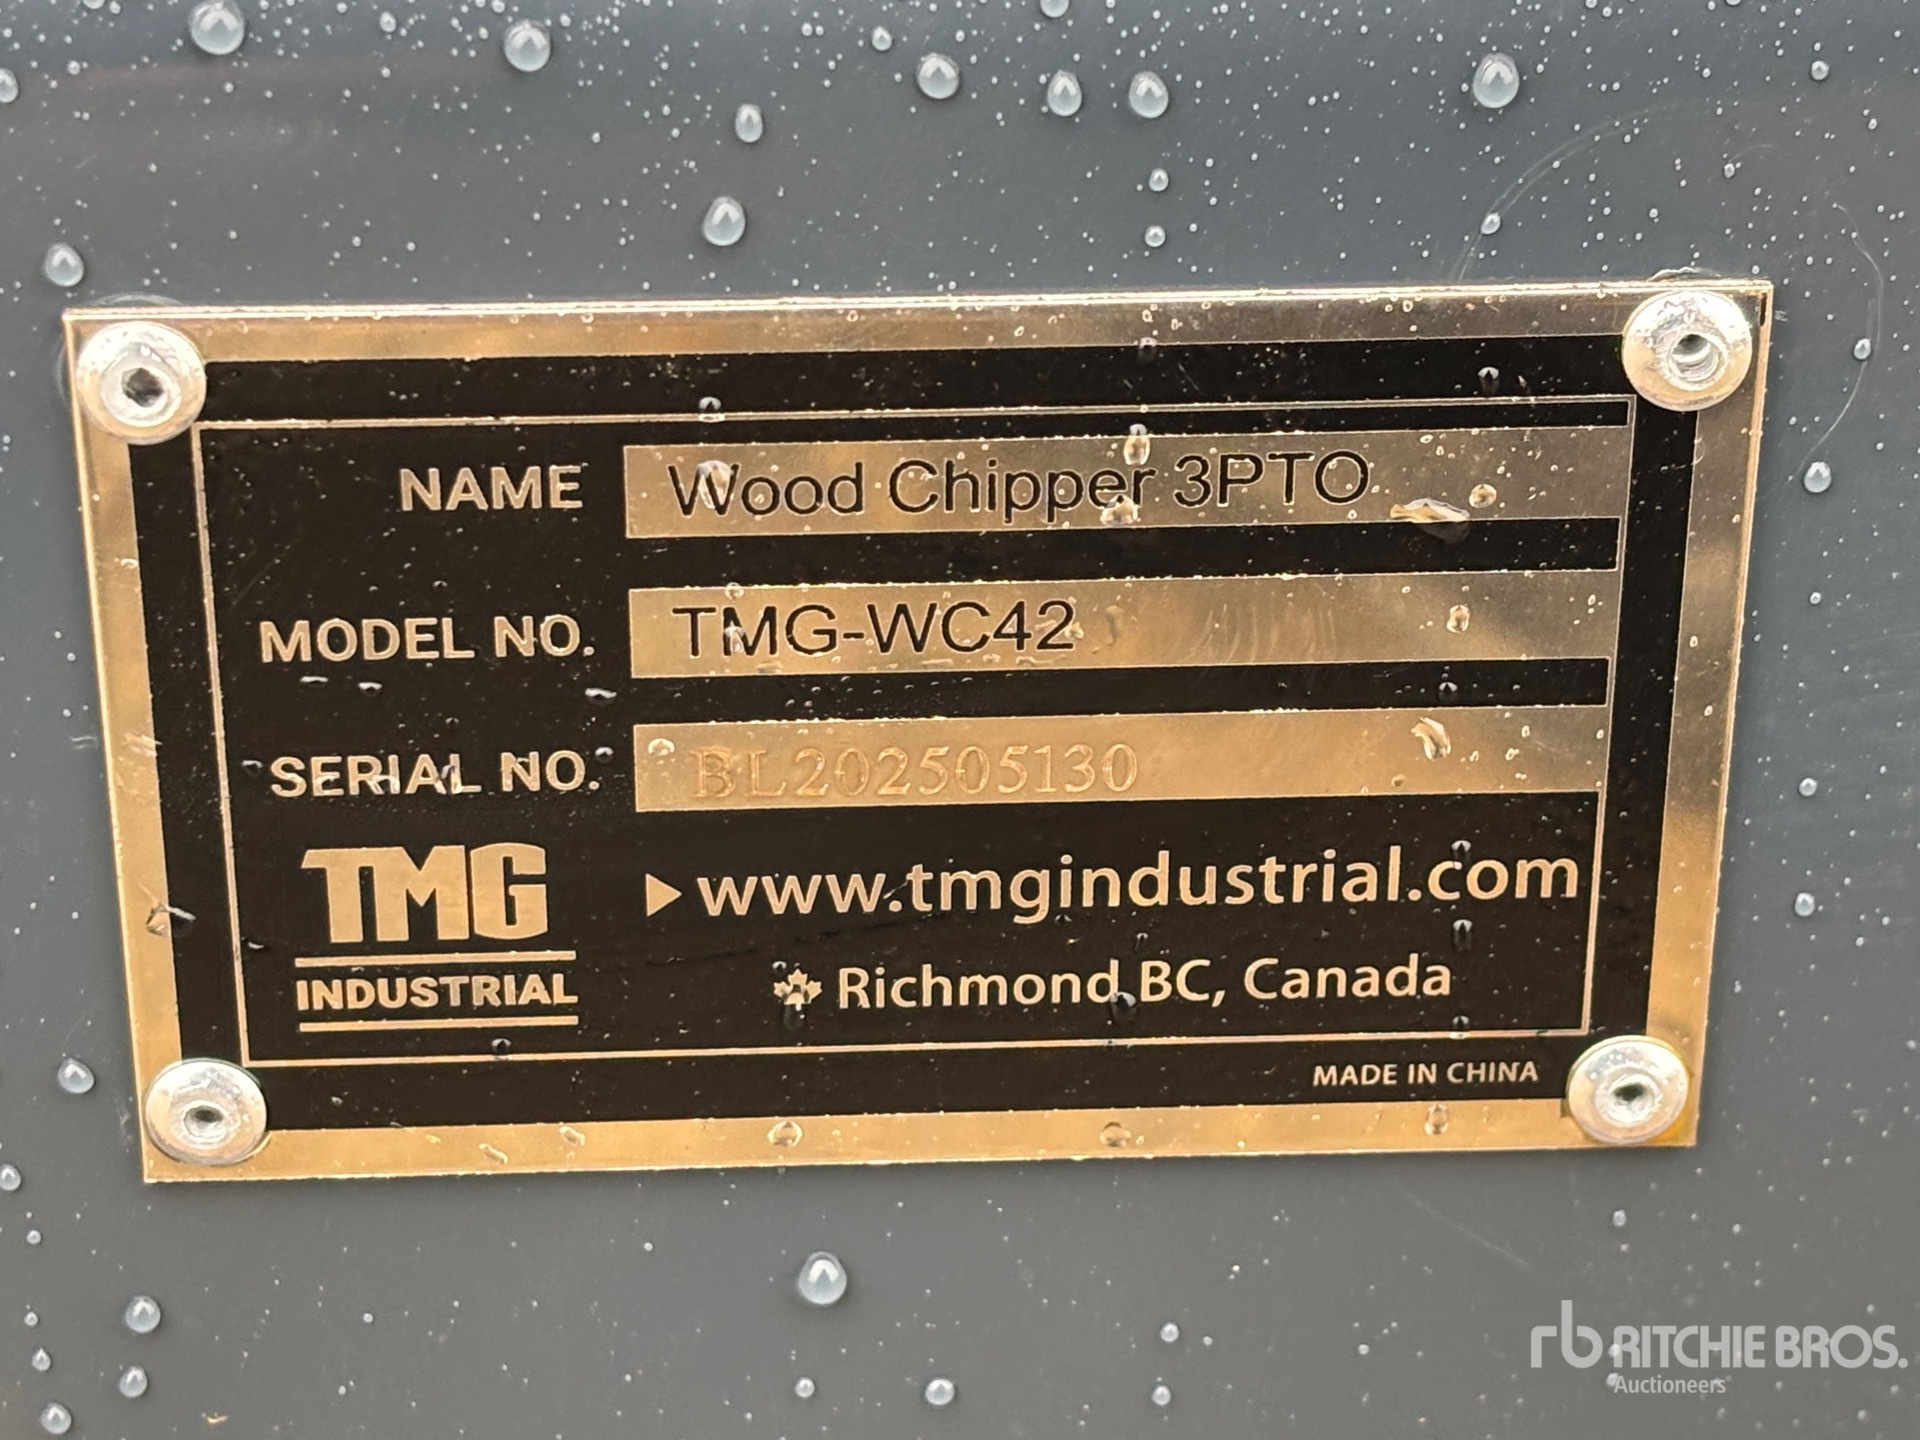 NAME Wood Chipper 3PTO
MODEL NO. TMG-WC42
SERIAL NO. BL202505130
TMG
INDUSTRIAL
www.tmgindustrial.com
Richmond BC, Canada
MADE IN CHINA
rb RITCHIE BROS.
Auctioneers